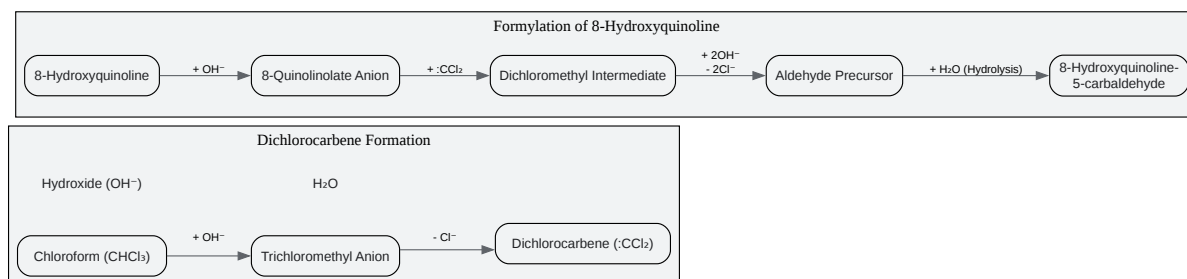 Formylation of 8-Hydroxyquinoline
+ 2OH⁻
8-Hydroxyquinoline
+ OH⁻
8-Quinolinolate Anion
+ :CCl₂
Dichloromethyl Intermediate
- 2Cl⁻
Aldehyde Precursor
+ H₂O (Hydrolysis)
8-Hydroxyquinoline-
5-carbaldehyde
Dichlorocarbene Formation
Hydroxide (OH⁻)
H₂O
Chloroform (CHCl₃)
+ OH⁻
Trichloromethyl Anion
- Cl⁻
Dichlorocarbene (:CCl₂)